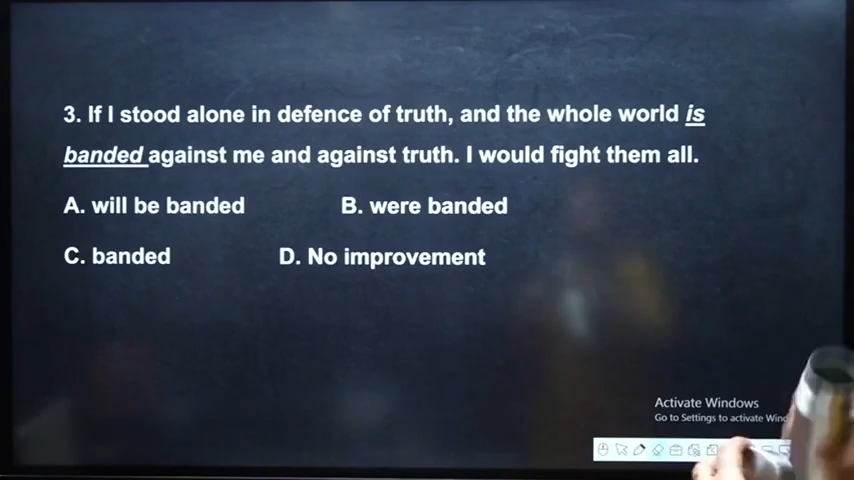 3. If I stood alone in defence of truth, and the whole world is
banded against me and against truth. I would fight them all.
A. will be banded B. were banded
C. banded D. No improvement
Activate Windows
Go to Settings to activate Wind